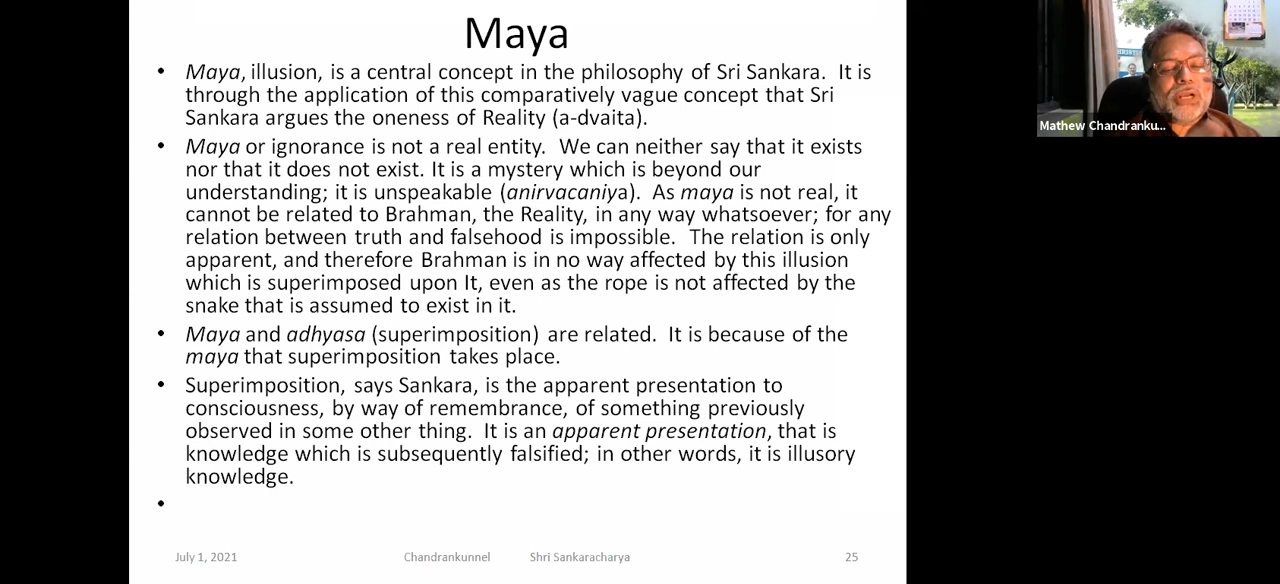 Maya
• Maya, illusion, is a central concept in the philosophy of Sri Sankara.  It is
through the application of this comparatively vague concept that Sri
Sankara argues the oneness of Reality (a-dvaita).
• Maya or ignorance is not a real entity.  We can neither say that it exists
nor that it does not exist. It is a mystery which is beyond our
understanding; it is unspeakable (anirvacaniya).  As maya is not real, it
cannot be related to Brahman, the Reality, in any way whatsoever; for any
relation between truth and falsehood is impossible.  The relation is only
apparent, and therefore Brahman is in no way affected by this illusion
which is superimposed upon It, even as the rope is not affected by the
snake that is assumed to exist in it.
• Maya and adhyasa (superimposition) are related.  It is because of the
maya that superimposition takes place.
• Superimposition, says Sankara, is the apparent presentation to
consciousness, by way of remembrance, of something previously
observed in some other thing.  It is an apparent presentation, that is
knowledge which is subsequently falsified; in other words, it is illusory
knowledge.
•
July 1, 2021 Chandrankunnel Shri Sankaracharya 25
Mathew Chandranku...